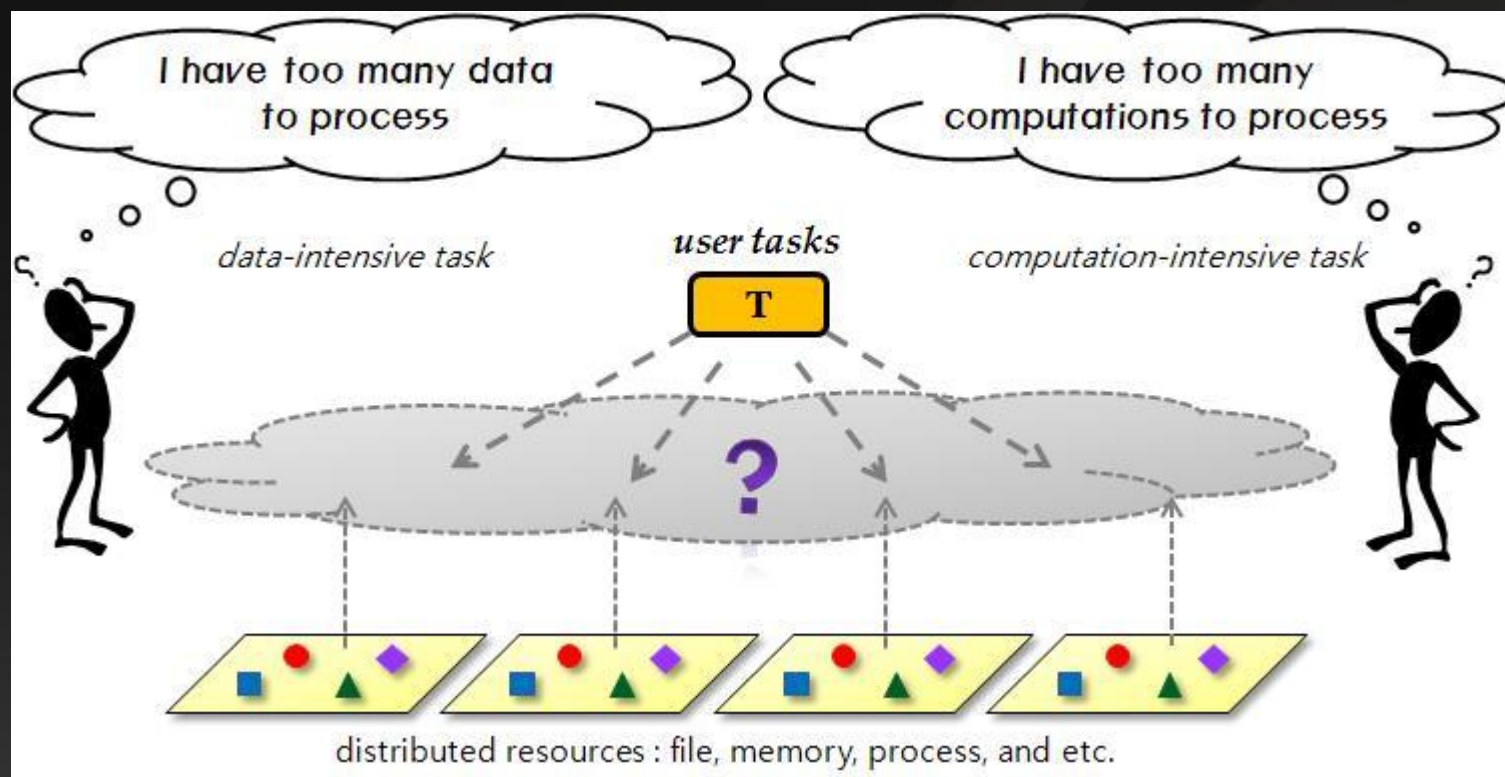 I have too many data
to process
I have too many
computations to process
data-intensive task
user tasks
computation-intensive task
?
?
T
?
distributed resources : file, memory, process, and etc.